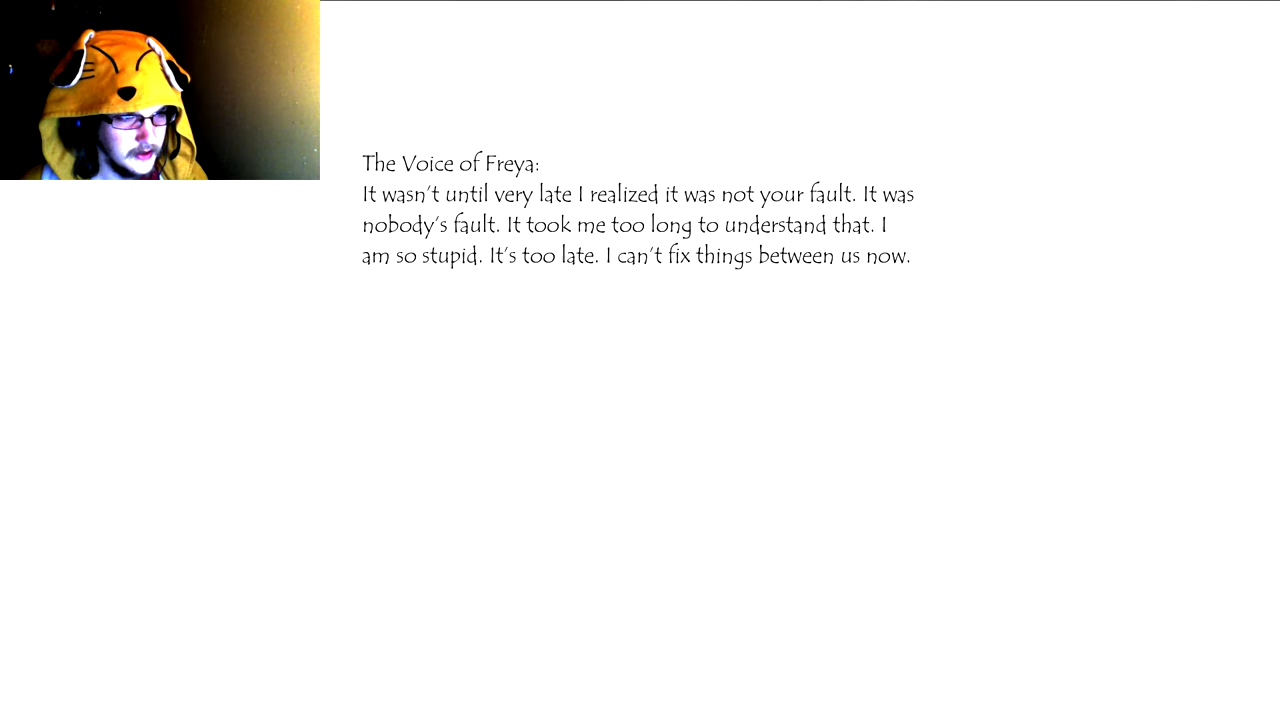 The Voice of Freya:
It wasn't until very late I realized it was not your fault. It was
nobody's fault. It took me too long to understand that. I
am so stupid. It's too late. I can't fix things between us now.